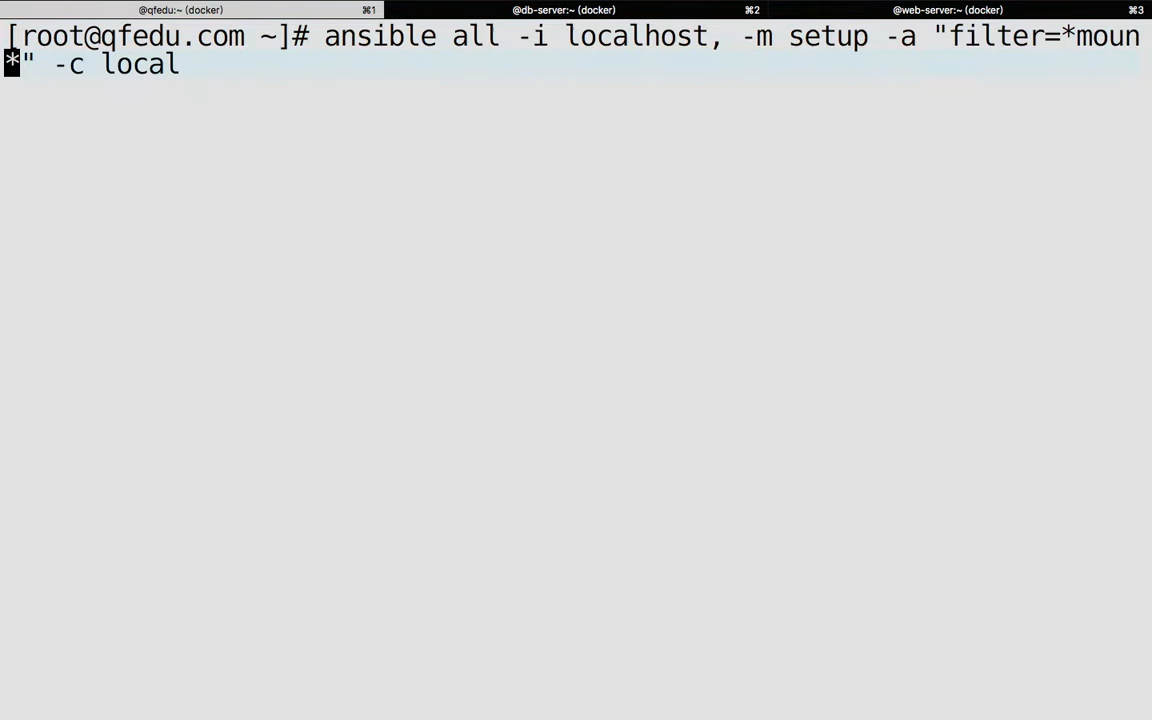 @qfedu:~ (docker) ⌘1 @db-server:~ (docker) ⌘2 @web-server:~ (docker) ⌘3
[root@qfedu.com ~]# ansible all -i localhost, -m setup -a "filter=*moun
*" -c local